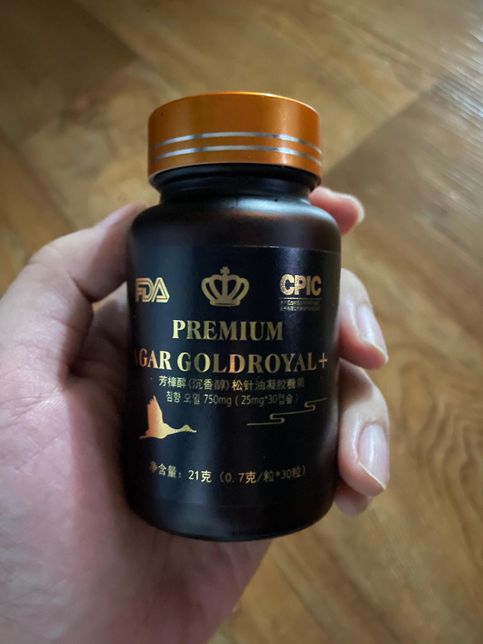 FDA
CPIC
PREMIUM
AGAR GOLDROYAL+
芳樟醇(沉香醇)松针油凝胶糖果
침향 오일 750mg ( 25mg*30캡슐 )
净含量: 21克 (0.7克/粒*30粒)